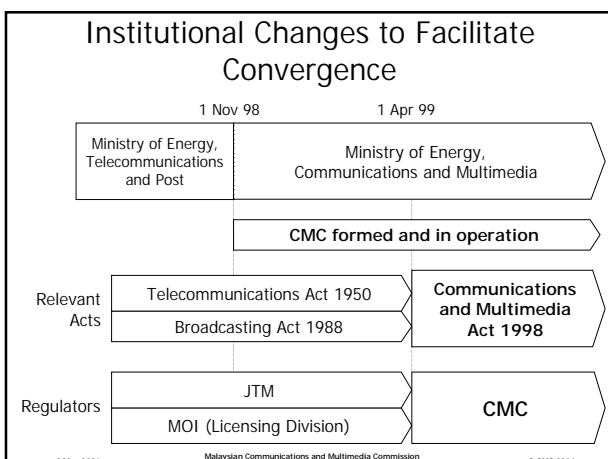 Institutional Changes to Facilitate
Convergence
1 Nov 98
1 Apr 99
Ministry of Energy,
Telecommunications
and Post
Ministry of Energy,
Communications and Multimedia
CMC formed and in operation
Relevant
Acts
Telecommunications Act 1950
Broadcasting Act 1988
Communications
and Multimedia
Act 1998
Regulators
JTM
MOI (Licensing Division)
CMC
Malaysian Communications and Multimedia Commission